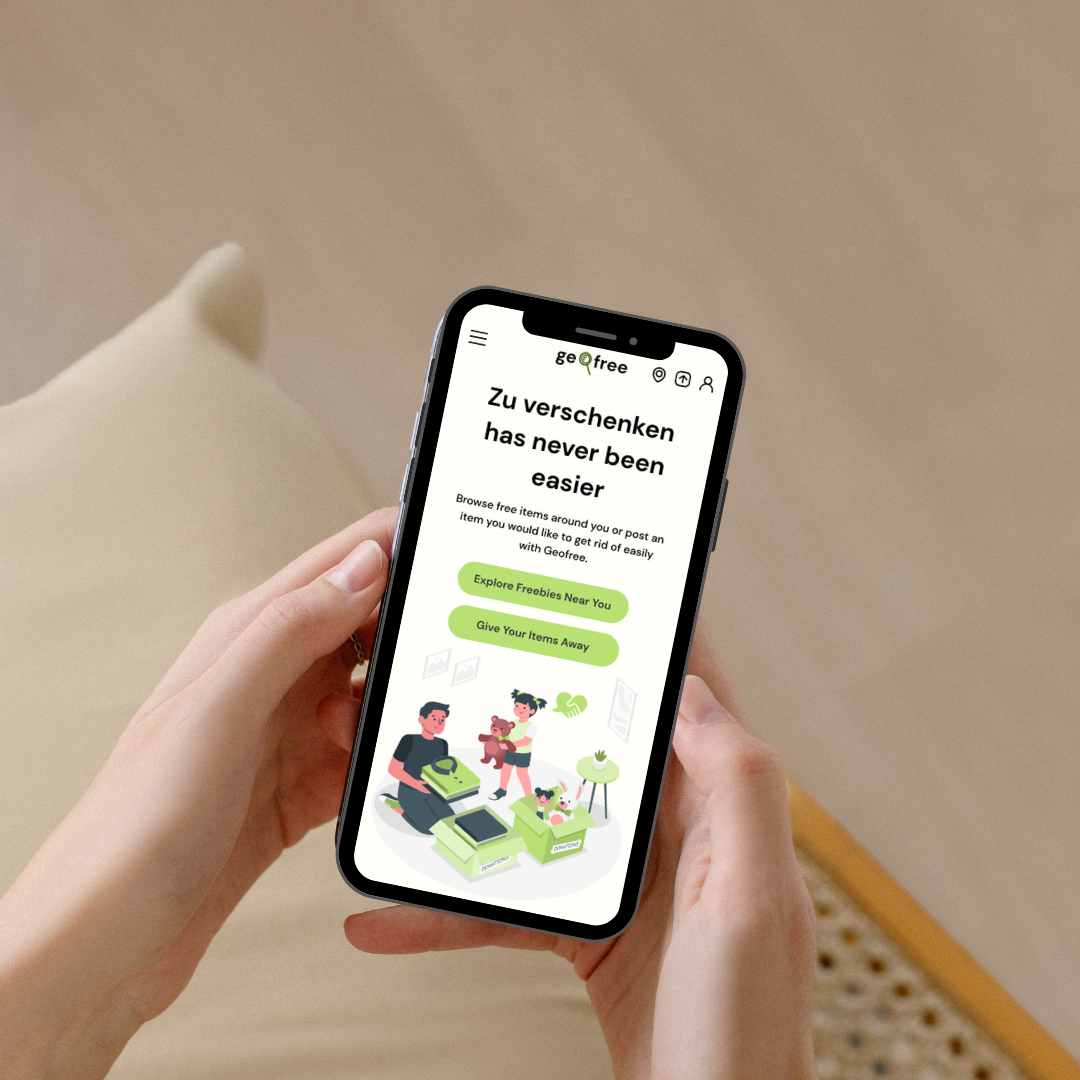 geofree
Zu verschenken
has never been
easier
Browse free items around you or post an
item you would like to get rid of easily
with Geofree.
Explore Freebies Near You
Give Your Items Away
DONATIONS
DONATIONS